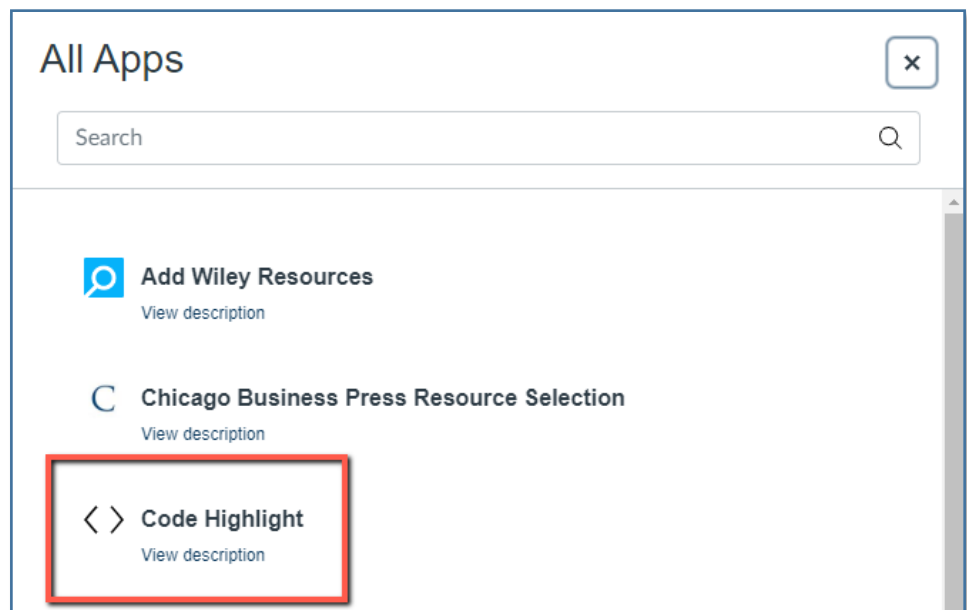 All Apps
Search
Add Wiley Resources
View description
Chicago Business Press Resource Selection
View description
Code Highlight
View description